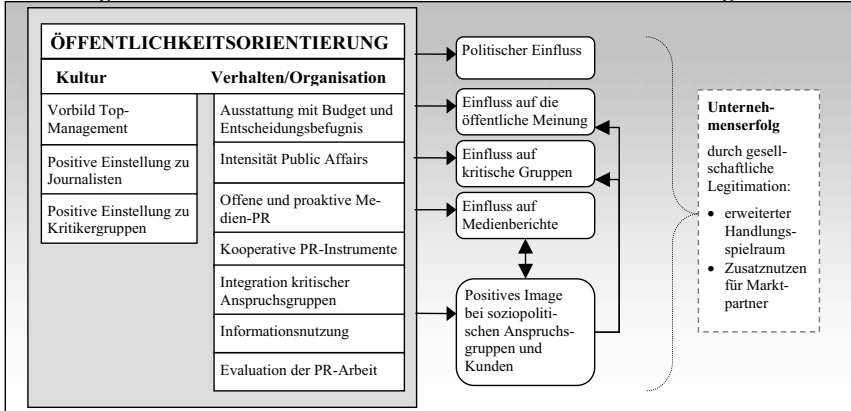 ÖFFENTLICHKEITSORIENTIERUNG
Kultur
Verhalten/Organisation
Vorbild Top-
Management
Positive Einstellung zu
Journalisten
Positive Einstellung zu
Kritikergruppen
Ausstattung mit Budget und
Entscheidungsbefugnis
Intensität Public Affairs
Offene und proaktive Me-
dien-PR
Kooperative PR-Instrumente
Integration kritischer
Anspruchsgruppen
Informationsnutzung
Evaluation der PR-Arbeit
Politischer Einfluss
Einfluss auf die
öffentliche Meinung
Einfluss auf
kritische Gruppen
Einfluss auf
Medienberichte
Positives Image
bei soziopoliti-
schen Anspruchs-
gruppen und
Kunden
Unterneh-
menserfolg
durch gesell-
schaftliche
Legitimation:
• erweiterter
Handlungs-
spielraum
• Zusatznutzen
für Markt-
partner